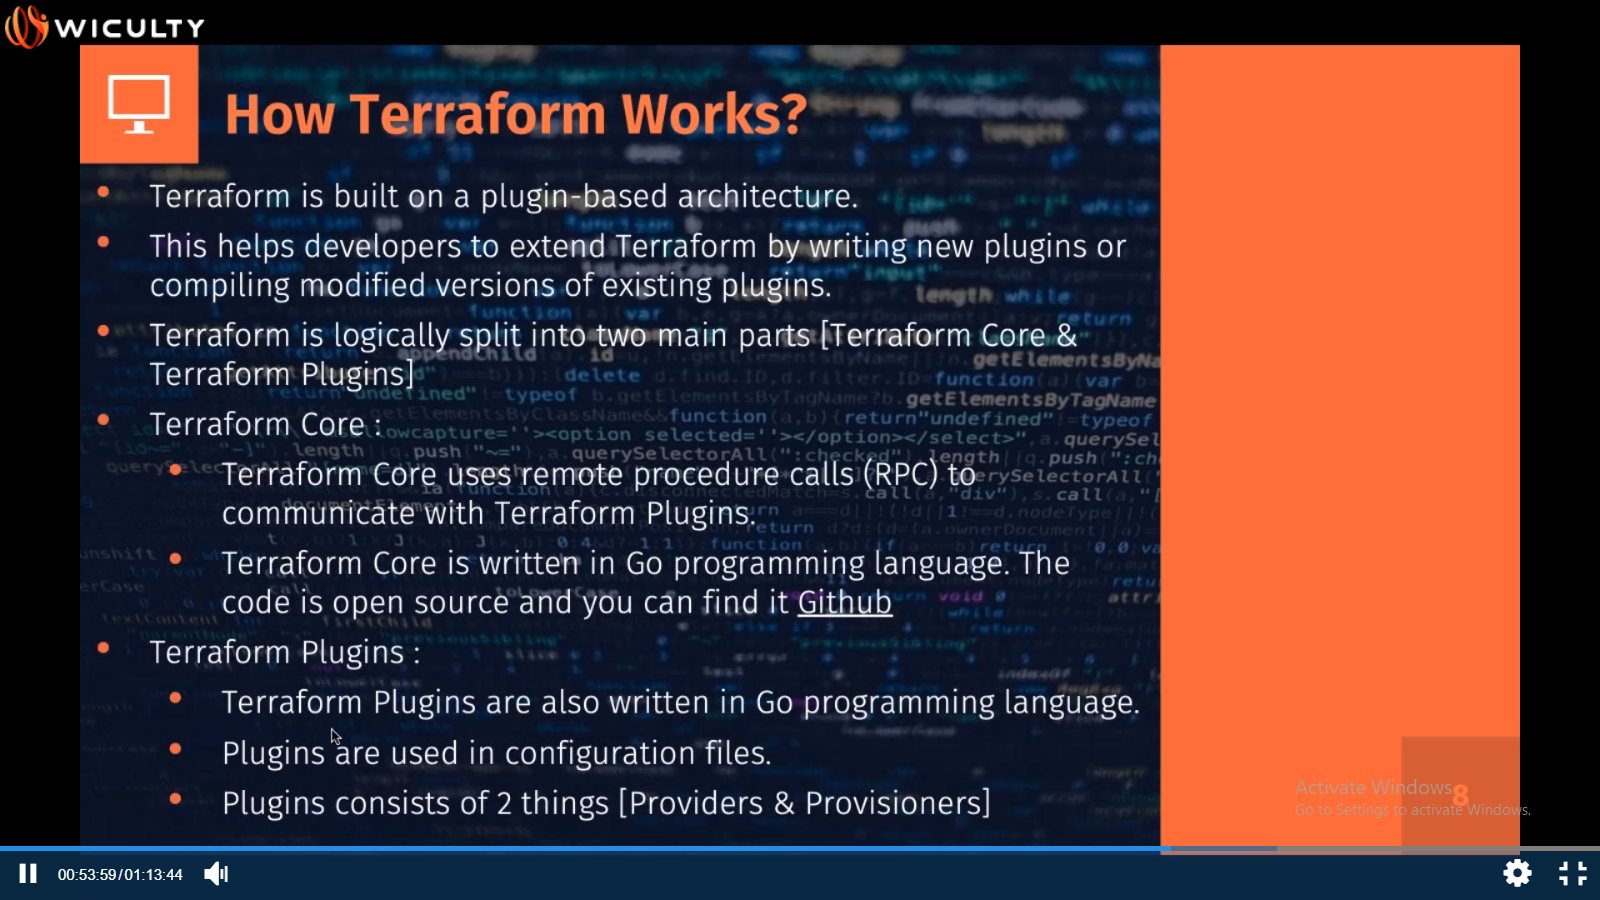 WICULTY
How Terraform Works?
Terraform is built on a plugin-based architecture.
This helps developers to extend Terraform by writing new plugins or
compiling modified versions of existing plugins.
Terraform is logically split into two main parts [Terraform Core &
Terraform Plugins]
Terraform Core :
Terraform Core uses remote procedure calls (RPC) to
communicate with Terraform Plugins.
Terraform Core is written in Go programming language. The
code is open source and you can find it Github
Terraform Plugins :
Terraform Plugins are also written in Go programming language.
Plugins are used in configuration files.
Plugins consists of 2 things [Providers & Provisioners]
Activate Windows
8
Go to Settings to activate Windows.
00:53:59/01:13:44